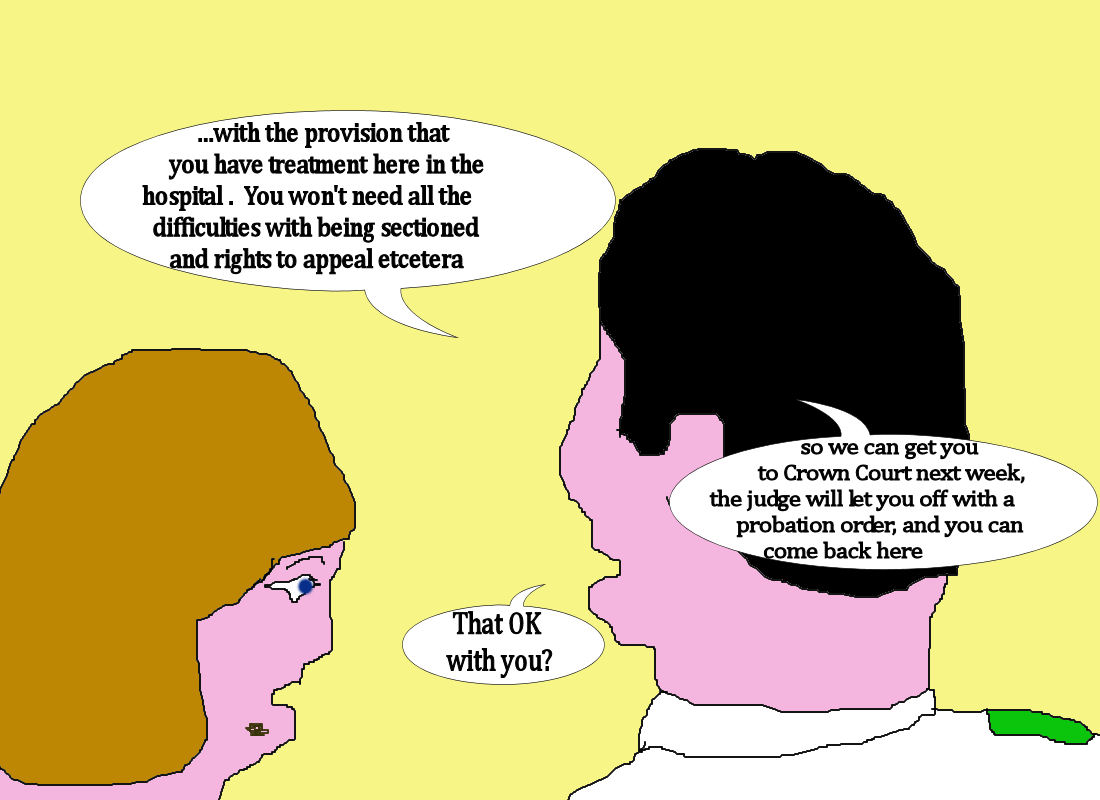 ...with the provision that
you have treatment here in the
hospital .  You won't need all the
difficulties with being sectioned
and rights to appeal etcetera
so we can get you
to Crown Court next week,
the judge will let you off with a
probation order, and you can
come back here
That OK
with you?